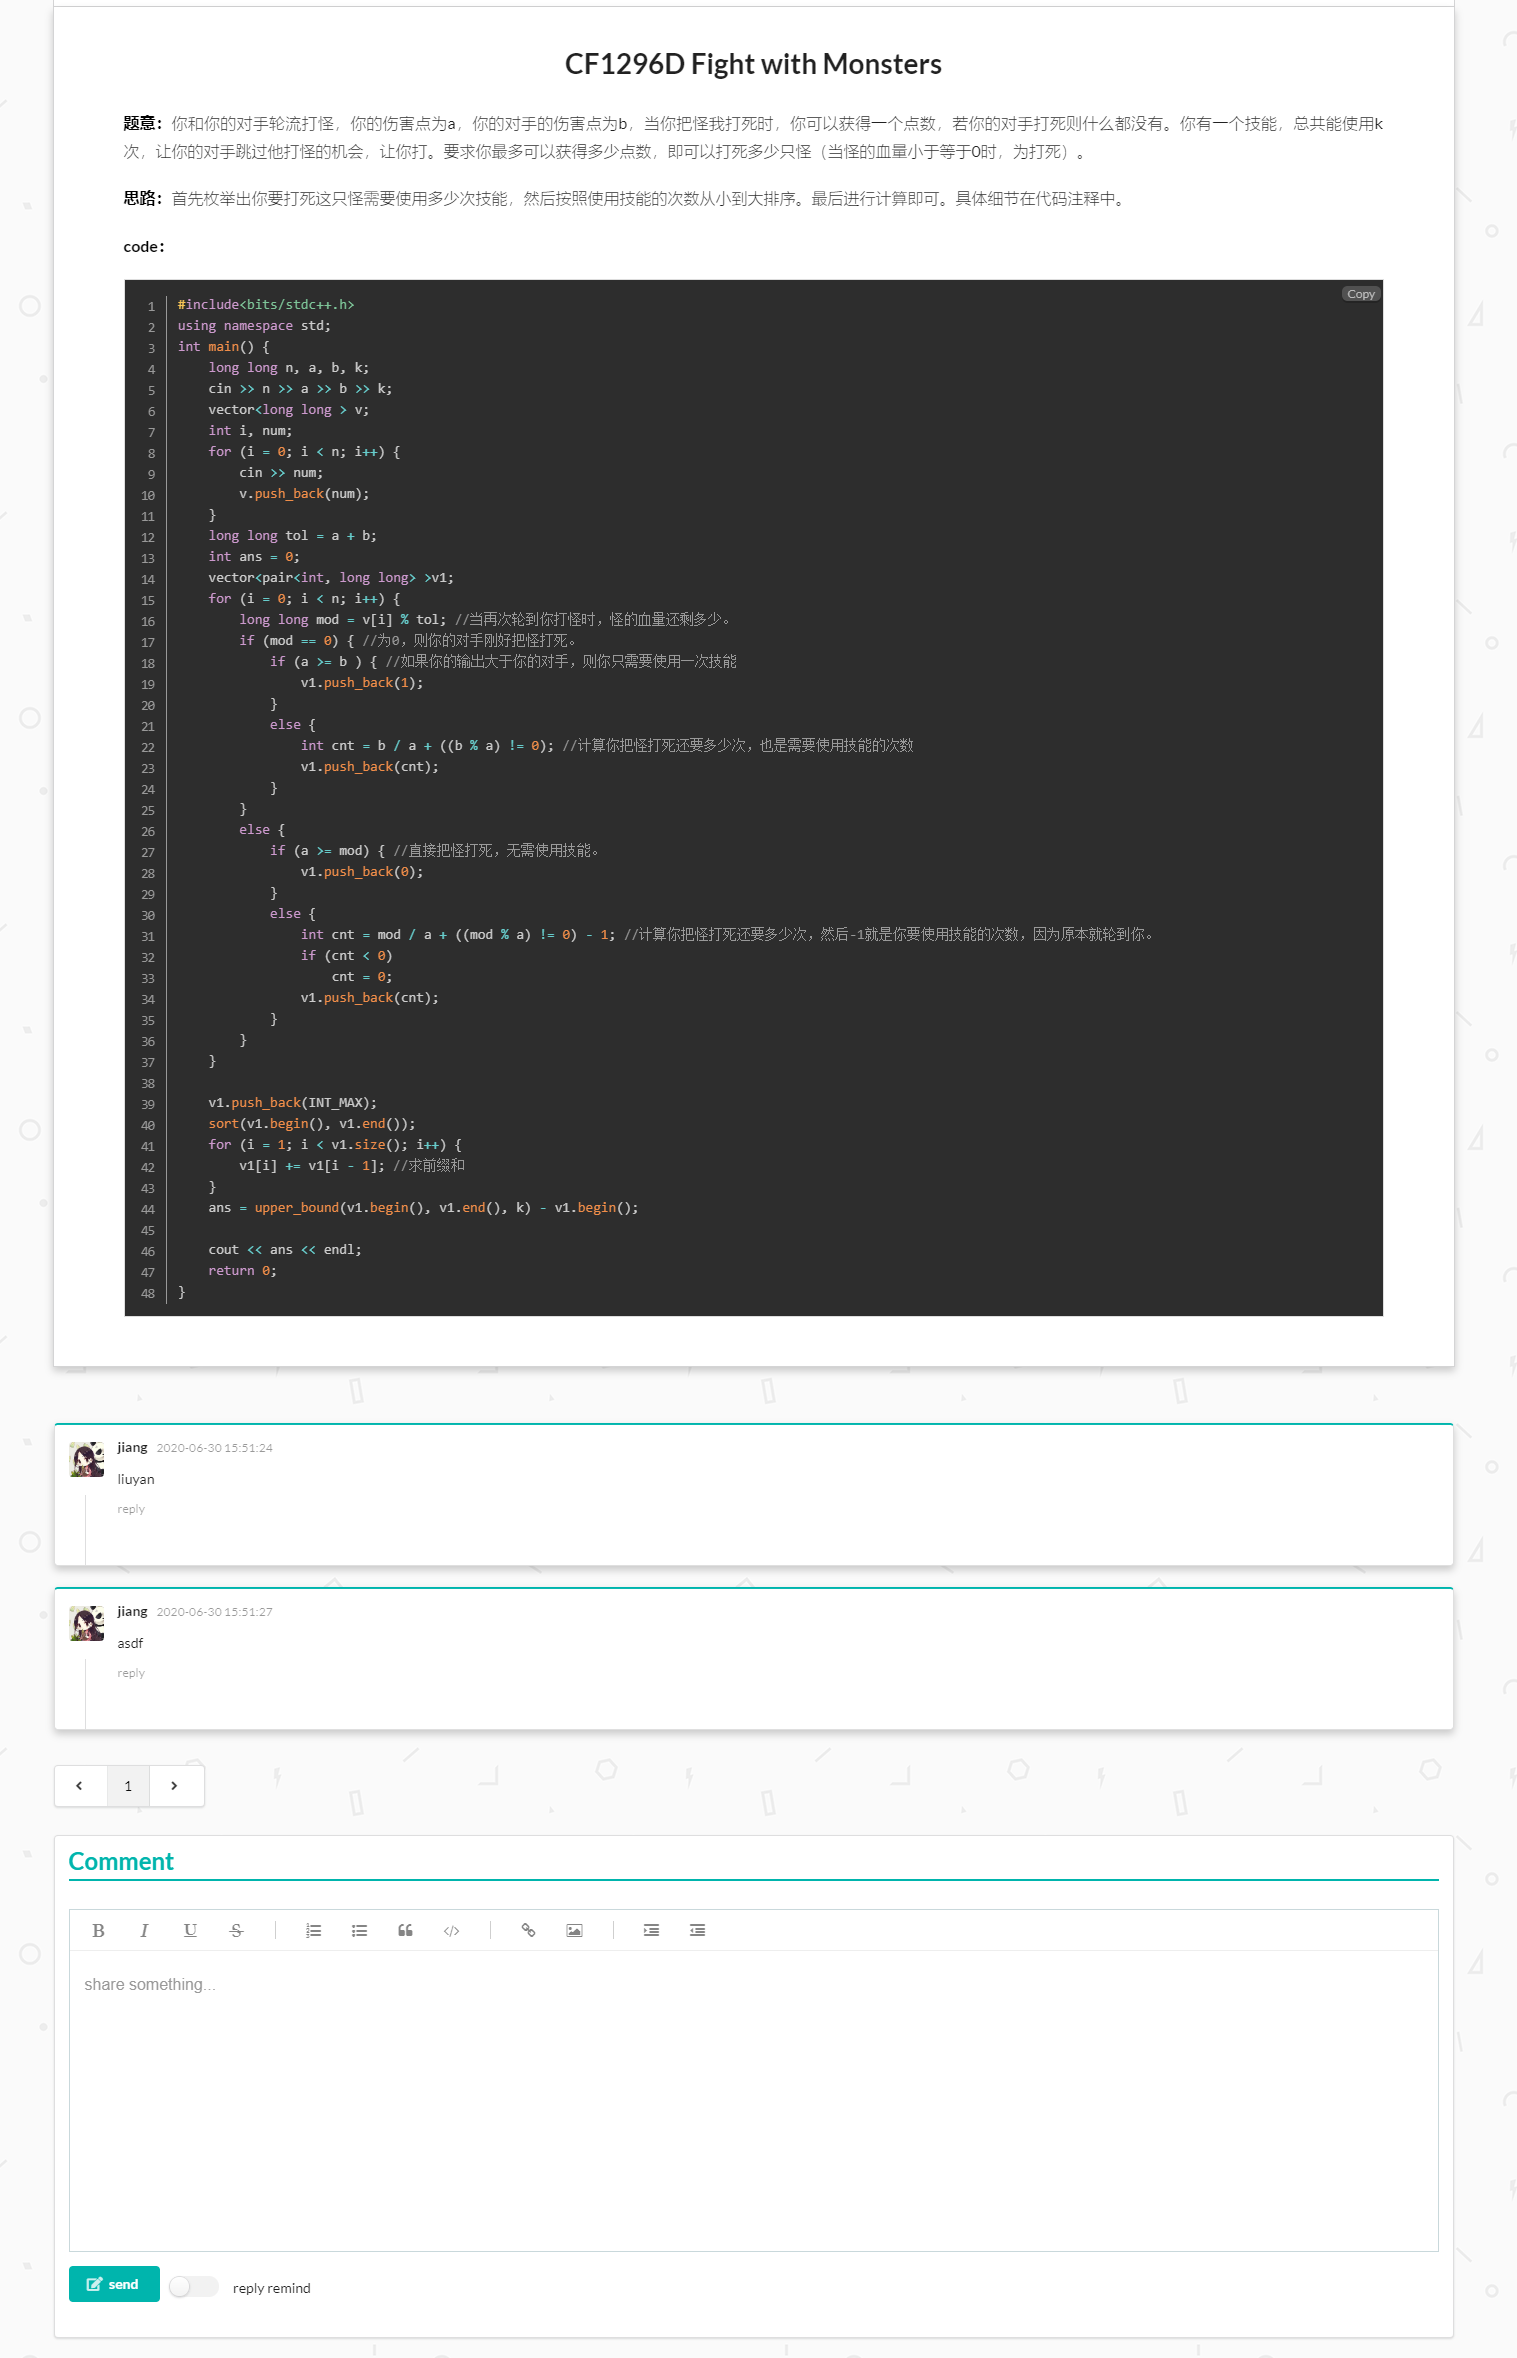 CF1296D Fight with Monsters
题意：你和你的对手轮流打怪，你的伤害点为a，你的对手的伤害点为b，当你把怪我打死时，你可以获得一个点数，若你的对手打死则什么都没有。你有一个技能，总共能使用k
次，让你的对手跳过他打怪的机会，让你打。要求你最多可以获得多少点数，即可以打死多少只怪（当怪的血量小于等于0时，为打死）。
思路：首先枚举出你要打死这只怪需要使用多少次技能，然后按照使用技能的次数从小到大排序。最后进行计算即可。具体细节在代码注释中。
code：
Copy
1 #include<bits/stdc++.h>
2 using namespace std;
3 int main() {
4     long long n, a, b, k;
5     cin >> n >> a >> b >> k;
6     vector<long long > v;
7     int i, num;
8     for (i = 0; i < n; i++) {
9         cin >> num;
10         v.push_back(num);
11     }
12     long long tol = a + b;
13     int ans = 0;
14     vector<pair<int, long long> >v1;
15     for (i = 0; i < n; i++) {
16         long long mod = v[i] % tol; //当再次轮到你打怪时，怪的血量还剩多少。
17         if (mod == 0) { //为0，则你的对手刚好把怪打死。
18             if (a >= b ) { //如果你的输出大于你的对手，则你只需要使用一次技能
19                 v1.push_back(1);
20             }
21             else {
22                 int cnt = b / a + ((b % a) != 0); //计算你把怪打死还要多少次，也是需要使用技能的次数
23                 v1.push_back(cnt);
24             }
25         }
26         else {
27             if (a >= mod) { //直接把怪打死，无需使用技能。
28                 v1.push_back(0);
29             }
30             else {
31                 int cnt = mod / a + ((mod % a) != 0) - 1; //计算你把怪打死还要多少次，然后-1就是你要使用技能的次数，因为原本就轮到你。
32                 if (cnt < 0)
33                     cnt = 0;
34                 v1.push_back(cnt);
35             }
36         }
37     }
38
39     v1.push_back(INT_MAX);
40     sort(v1.begin(), v1.end());
41     for (i = 1; i < v1.size(); i++) {
42         v1[i] += v1[i - 1]; //求前缀和
43     }
44     ans = upper_bound(v1.begin(), v1.end(), k) - v1.begin();
45
46     cout << ans << endl;
47     return 0;
48 }
jiang 2020-06-30 15:51:24
liuyan
reply
jiang 2020-06-30 15:51:27
asdf
reply
1
Comment
share something...
send reply remind